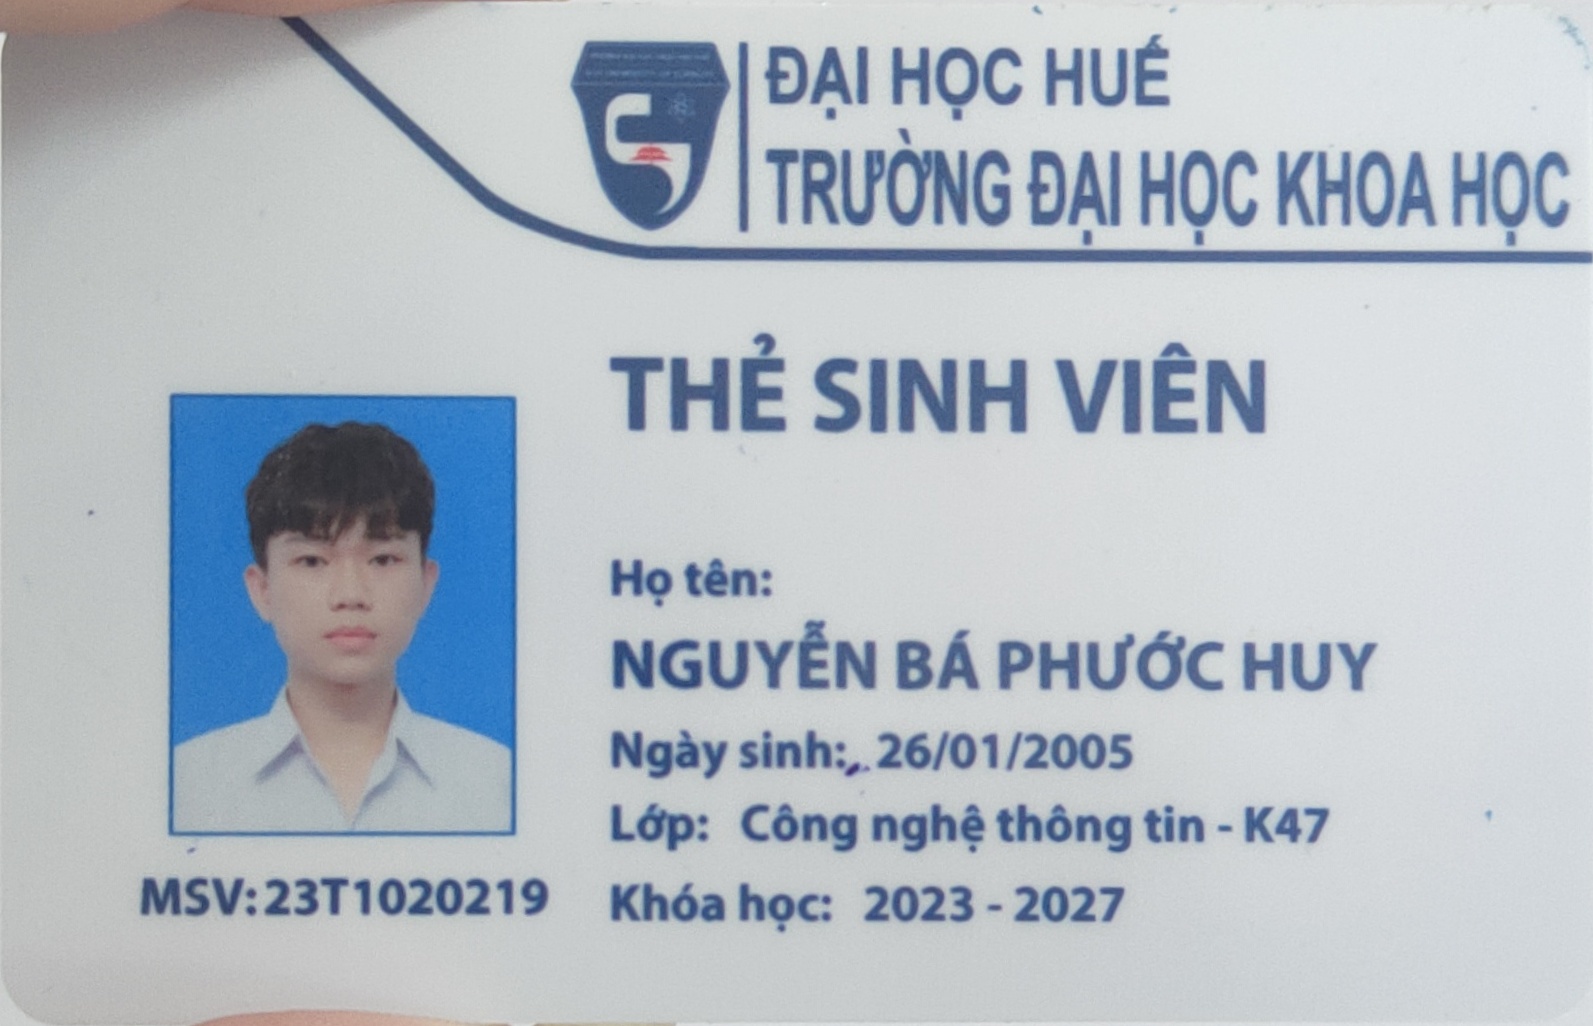 ĐẠI HỌC HUẾ
TRƯỜNG ĐẠI HỌC KHOA HỌC
THẺ SINH VIÊN
Họ tên:
NGUYỄN BÁ PHƯỚC HUY
Ngày sinh: 26/01/2005
Lớp: Công nghệ thông tin - K47
Khóa học: 2023 - 2027
MSV:23T1020219